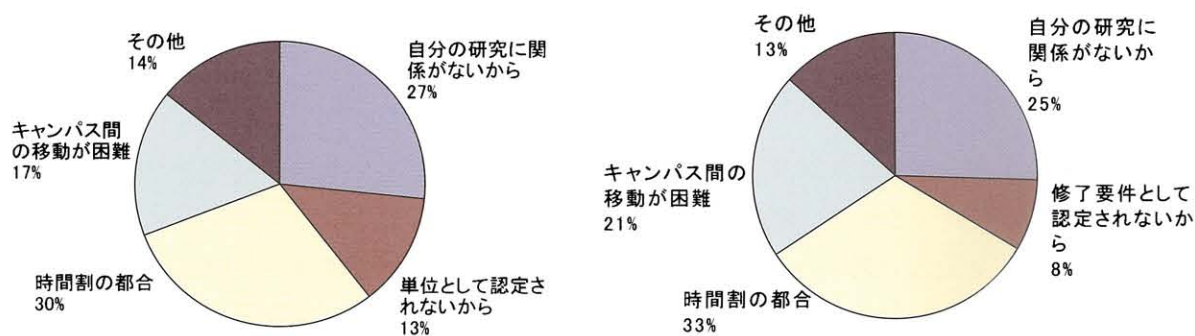 その他
14%
自分の研究に関
係がないから
27%
キャンパス間
の移動が困難
17%
時間割の都合
30%
単位として認定さ
れないから
13%
その他
13%
自分の研究に
関係がないか
ら
25%
キャンパス間の
移動が困難
21%
修了要件として
認定されないか
ら
8%
時間割の都合
33%